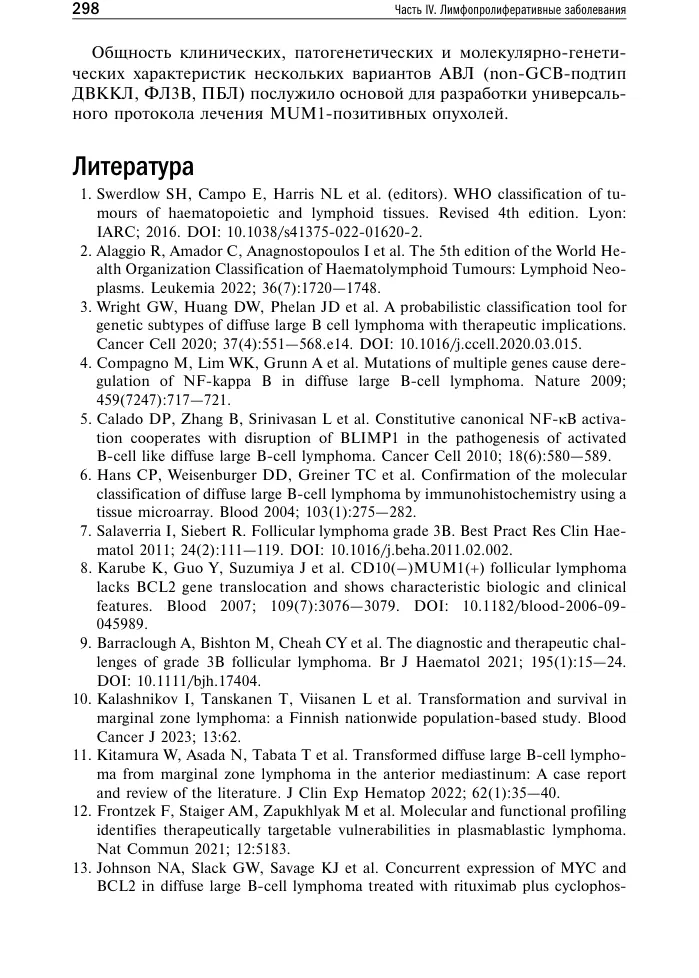 298
Часть IV. Лимфопролиферативные заболевания
Общность клинических, патогенетических и молекулярно-генети-
ческих характеристик нескольких вариантов АВЛ (non-GCB-подтип
ДВККЛ, ФЛ3В, ПБЛ) послужило основой для разработки универсаль-
ного протокола лечения MUM1-позитивных опухолей.
Литература
1. Swerdlow SH, Campo E, Harris NL et al. (editors). WHO classification of tu-
mours of haematopoietic and lymphoid tissues. Revised 4th edition. Lyon:
IARC; 2016. DOI: 10.1038/s41375-022-01620-2.
2. Alaggio R, Amador C, Anagnostopoulos I et al. The 5th edition of the World He-
alth Organization Classification of Haematolymphoid Tumours: Lymphoid Neo-
plasms. Leukemia 2022; 36(7):1720—1748.
3. Wright GW, Huang DW, Phelan JD et al. A probabilistic classification tool for
genetic subtypes of diffuse large B cell lymphoma with therapeutic implications.
Cancer Cell 2020; 37(4):551—568.e14. DOI: 10.1016/j.ccell.2020.03.015.
4. Compagno M, Lim WK, Grunn A et al. Mutations of multiple genes cause dere-
gulation of NF-kappa B in diffuse large B-cell lymphoma. Nature 2009;
459(7247):717—721.
5. Calado DP, Zhang B, Srinivasan L et al. Constitutive canonical NF-κB activa-
tion cooperates with disruption of BLIMP1 in the pathogenesis of activated
B-cell like diffuse large B-cell lymphoma. Cancer Cell 2010; 18(6):580—589.
6. Hans CP, Weisenburger DD, Greiner TC et al. Confirmation of the molecular
classification of diffuse large B-cell lymphoma by immunohistochemistry using a
tissue microarray. Blood 2004; 103(1):275—282.
7. Salaverria I, Siebert R. Follicular lymphoma grade 3B. Best Pract Res Clin Hae-
matol 2011; 24(2):111—119. DOI: 10.1016/j.beha.2011.02.002.
8. Karube K, Guo Y, Suzumiya J et al. CD10(−)MUM1(+) follicular lymphoma
lacks BCL2 gene translocation and shows characteristic biologic and clinical
features. Blood 2007; 109(7):3076—3079. DOI: 10.1182/blood-2006-09-
045989.
9. Barraclough A, Bishton M, Cheah CY et al. The diagnostic and therapeutic chal-
lenges of grade 3B follicular lymphoma. Br J Haematol 2021; 195(1):15—24.
DOI: 10.1111/bjh.17404.
10. Kalashnikov I, Tanskanen T, Viisanen L et al. Transformation and survival in
marginal zone lymphoma: a Finnish nationwide population-based study. Blood
Cancer J 2023; 13:62.
11. Kitamura W, Asada N, Tabata T et al. Transformed diffuse large B-cell lympho-
ma from marginal zone lymphoma in the anterior mediastinum: A case report
and review of the literature. J Clin Exp Hematop 2022; 62(1):35—40.
12. Frontzek F, Staiger AM, Zapukhlyak M et al. Molecular and functional profiling
identifies therapeutically targetable vulnerabilities in plasmablastic lymphoma.
Nat Commun 2021; 12:5183.
13. Johnson NA, Slack GW, Savage KJ et al. Concurrent expression of MYC and
BCL2 in diffuse large B-cell lymphoma treated with rituximab plus cyclophos-